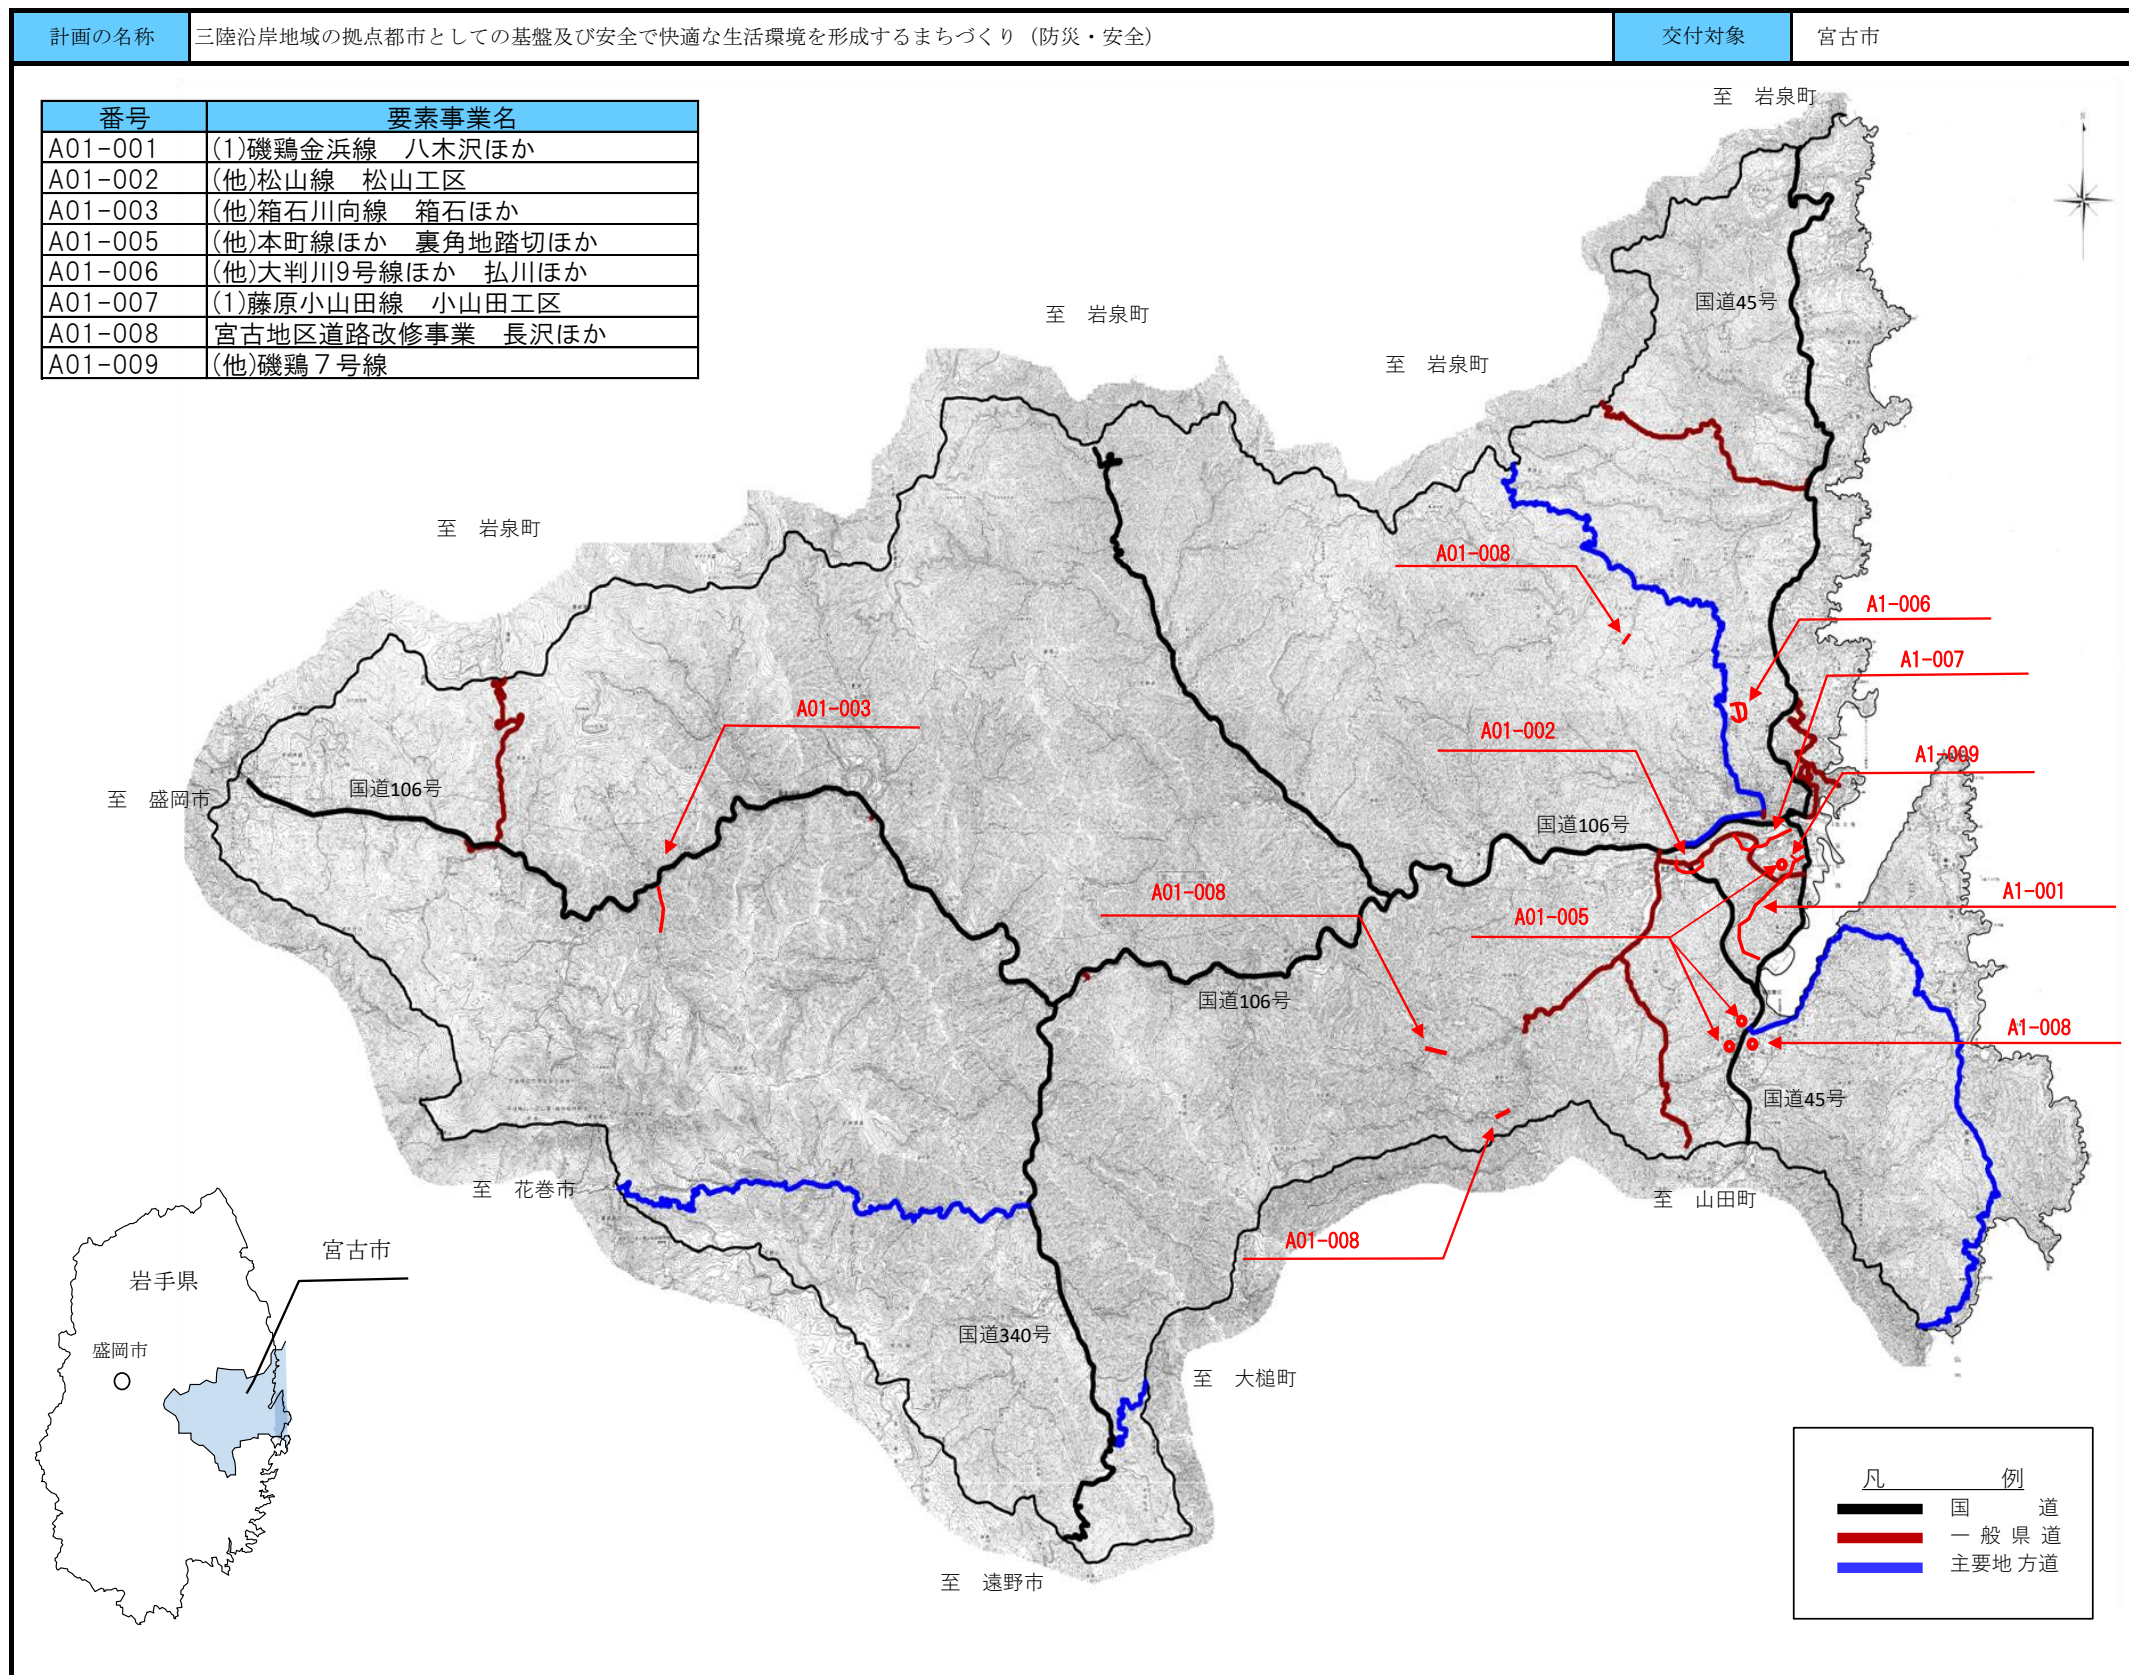 計画の名称 三陸沿岸地域の拠点都市としての基盤及び安全で快適な生活環境を形成するまちづくり（防災・安全） 交付対象 宮古市
番号 要素事業名
A01-001 (1)磯鶏金浜線　八木沢ほか
A01-002 (他)松山線　松山工区
A01-003 (他)箱石川向線　箱石ほか
A01-005 (他)本町線ほか　裏角地踏切ほか
A01-006 (他)大判川9号線ほか　払川ほか
A01-007 (1)藤原小山田線　小山田工区
A01-008 宮古地区道路改修事業　長沢ほか
A01-009 (他)磯鶏７号線
至　岩泉町
国道45号
至　岩泉町
至　岩泉町
至　岩泉町
A01-008
A1-006
A1-007
A01-003
A01-002
A1-009
国道106号
至　盛岡市
国道106号
A01-008
A01-005
A1-001
国道106号
A1-008
国道45号
至　花巻市
至　山田町
A01-008
宮古市
岩手県
盛岡市
国道340号
至　大槌町
至　遠野市
凡　例
国　道
一般県道
主要地方道